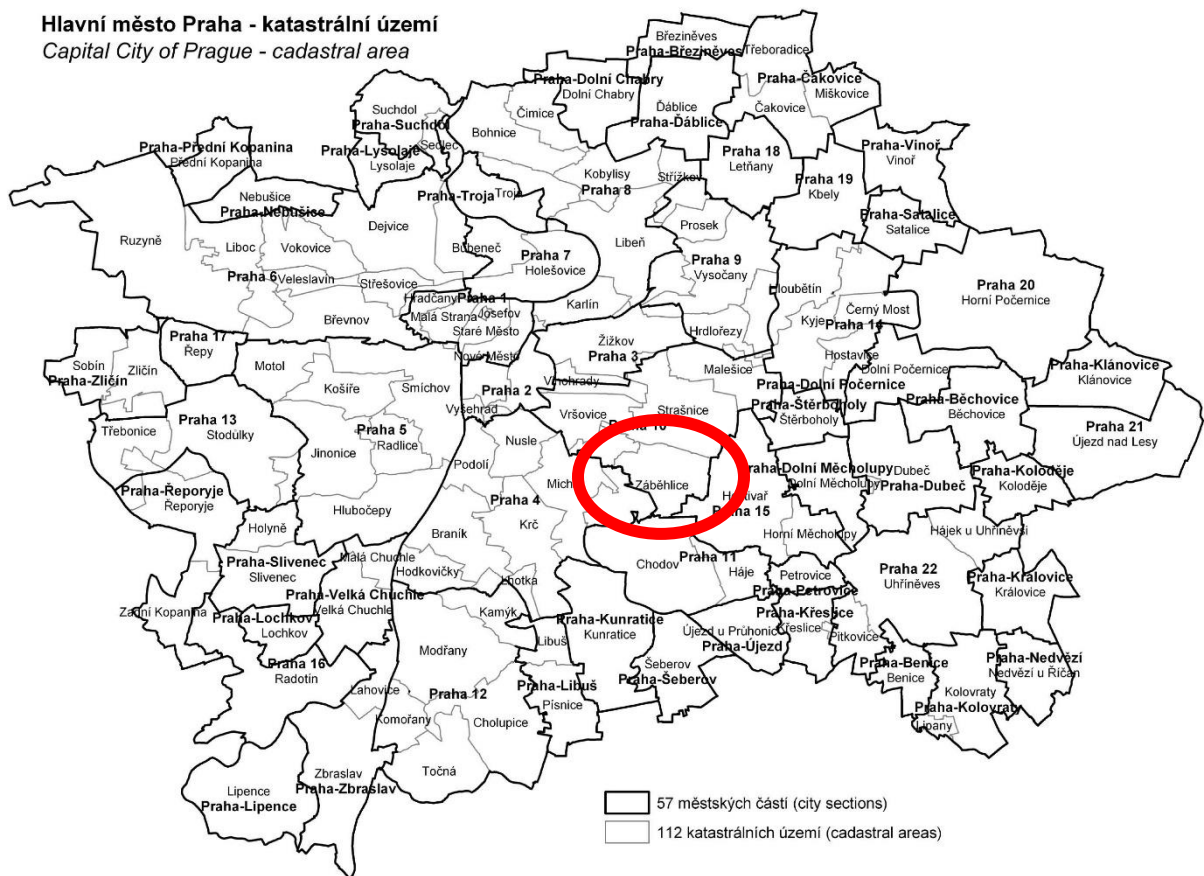 Hlavní město Praha - katastrální území
Capital City of Prague - cadastral area
Březiněves
Praha-Březiněves
Třeboradice
Praha-Dolní Chabry
Dolní Chabry
Praha-Čakovice
Miškovice
Čakovice
Ďáblice
Praha-Ďáblice
Suchdol
Praha-Suchdol
Sedlec
Praha-Lysolaje
Lysolaje
Čimice
Bohnice
Praha-Přední Kopanina
Přední Kopanina
Praha 18
Letňany
Praha-Vinoř
Vinoř
Kobylisy
Praha 8
Střížkov
Praha 19
Kbely
Nebušice
Praha-Nebušice
Praha-Troja
Troja
Praha-Satalice
Satalice
Dejvice
Prosek
Ruzyně
Liboc
Vokovice
Bubeneč
Praha 7
Holešovice
Libeň
Praha 9
Vysočany
Praha 6
Veleslavín
Střešovice
Hloubětín
Praha 20
Horní Počernice
Hradčany
Praha 1
Josefov
Malá Strana
Staré Město
Karlín
Černý Most
Kyje
Praha 14
Břevnov
Hrdlořezy
Praha 17
Řepy
Nové Město
Žižkov
Praha 3
Hostavice
Sobín
Praha-Zličín
Zličín
Motol
Košíře
Smíchov
Praha 2
Vinohrady
Malešice
Dolní Počernice
Praha-Dolní Počernice
Praha-Klánovice
Klánovice
Vyšehrad
Vršovice
Strašnice
Praha-Štěrboholy
Štěrboholy
Praha-Běchovice
Běchovice
Praha 13
Stodůlky
Třebonice
Praha 5
Radlice
Praha 10
Praha 21
Újezd nad Lesy
Jinonice
Nusle
Podolí
Michle
Záběhlice
Praha-Dolní Měcholupy
Dolní Měcholupy
Dubeč
Praha-Dubeč
Praha-Koloděje
Koloděje
Praha-Řeporyje
Řeporyje
Hlubočepy
Praha 4
Hostivař
Praha 15
Holyně
Braník
Krč
Horní Měcholupy
Hájek u Uhříněvsi
Praha-Slivenec
Slivenec
Malá Chuchle
Hodkovičky
Lhotka
Chodov
Praha 11
Háje
Petrovice
Praha-Petrovice
Praha 22
Uhříněves
Praha-Královice
Královice
Zadní Kopanina
Praha-Velká Chuchle
Velká Chuchle
Praha-Lochkov
Lochkov
Kamýk
Praha-Kunratice
Kunratice
Praha-Křeslice
Křeslice
Újezd u Průhonic
Praha-Újezd
Pitkovice
Libuš
Praha 16
Radotín
Modřany
Šeberov
Praha-Šeberov
Praha-Benice
Benice
Praha-Nedvězí
Nedvězí u Říčan
Lahovice
Praha 12
Praha-Libuš
Písnice
Kolovraty
Praha-Kolovraty
Lipany
Komořany
Cholupice
Točná
Lipence
Praha-Lipence
Zbraslav
Praha-Zbraslav
57 městských částí (city sections)
112 katastrálních území (cadastral areas)